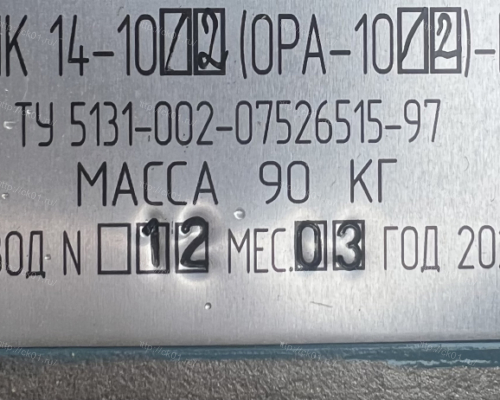 К 14-10/2 (ОРА-10/2)-
ТУ 5131-002-07526515-97
МАССА 90 КГ
ВОД N 12 МЕС. 03 ГОД 20